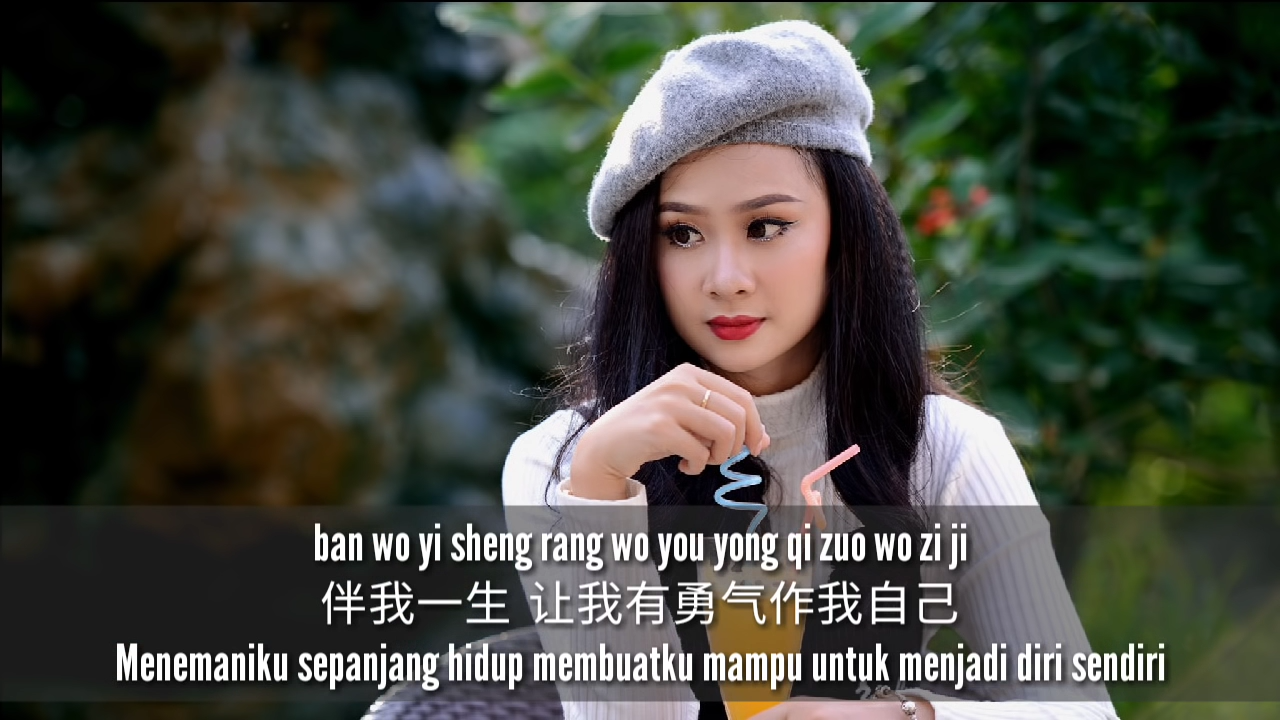 ban wo yi sheng rang wo you yong qi zuo wo zi ji
伴我一生 让我有勇气作我自己
Menemaniku sepanjang hidup membuatku mampu untuk menjadi diri sendiri